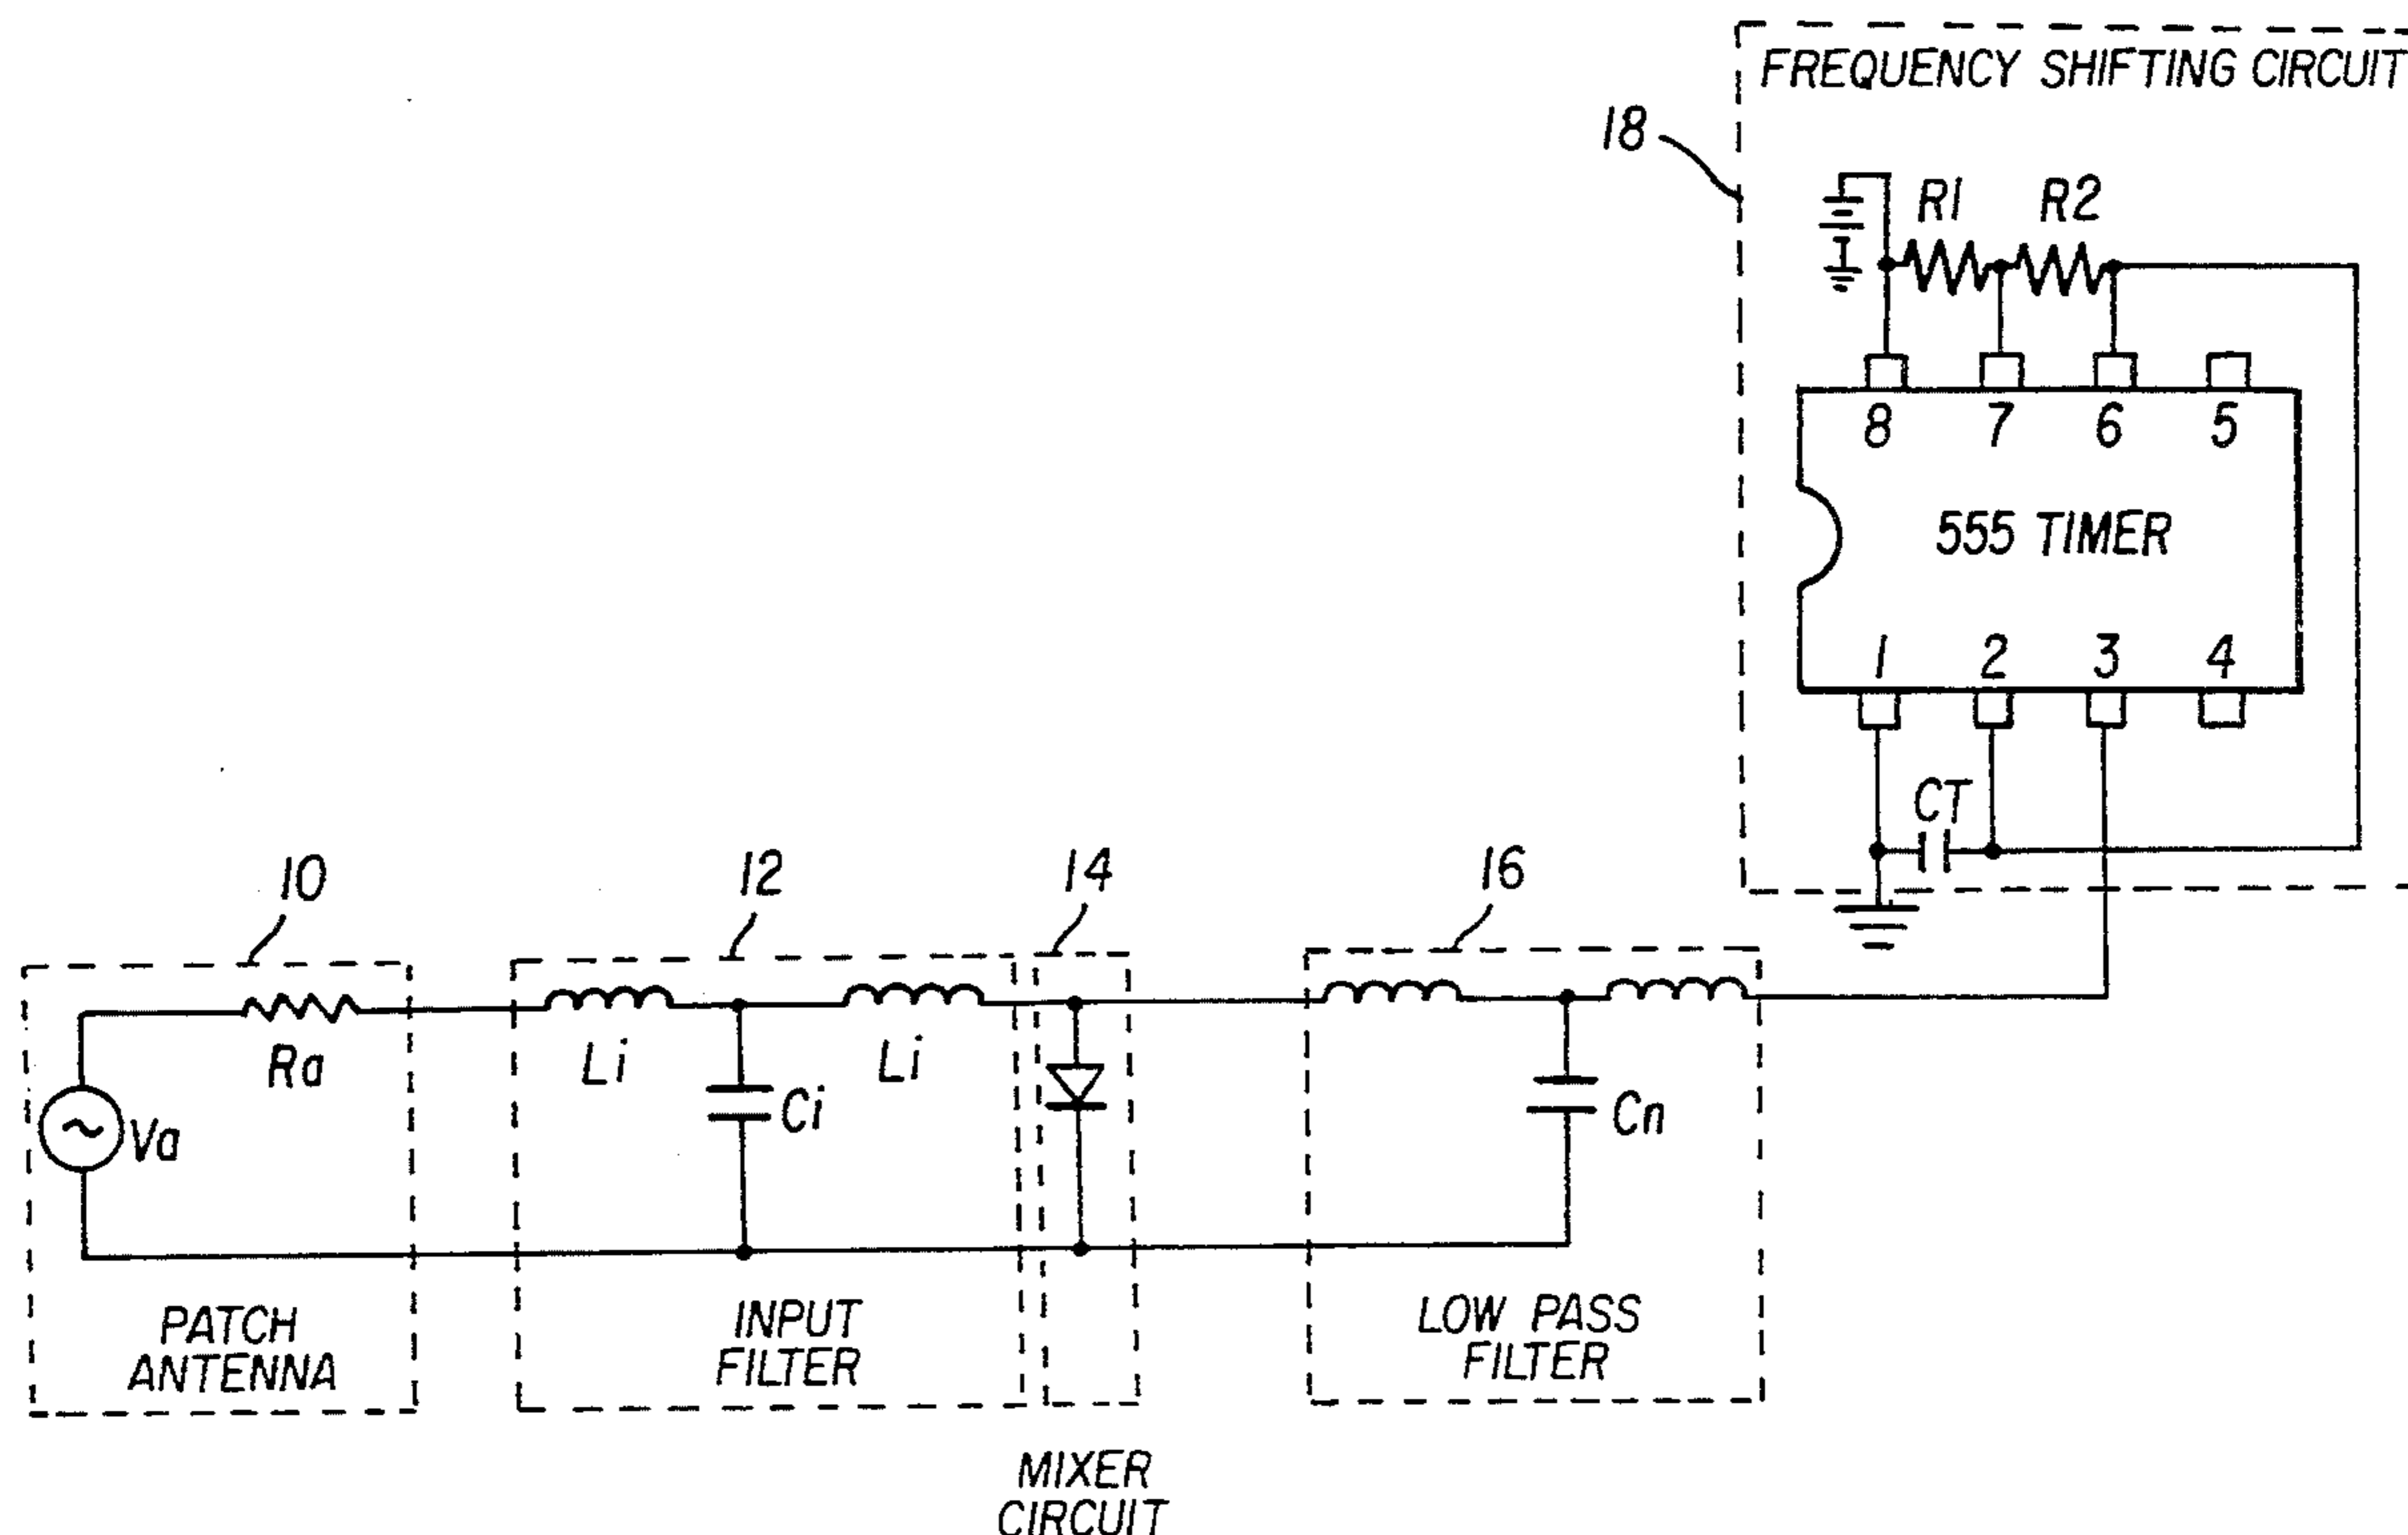 FREQUENCY SHIFTING CIRCUIT
18
R1 R2
8 7 6 5
555 TIMER
1 2 3 4
CT
10
12
14
16
Ra
Li
Li
Va
Ci
Cn
PATCH
ANTENNA
INPUT
FILTER
LOW PASS
FILTER
MIXER
CIRCUIT